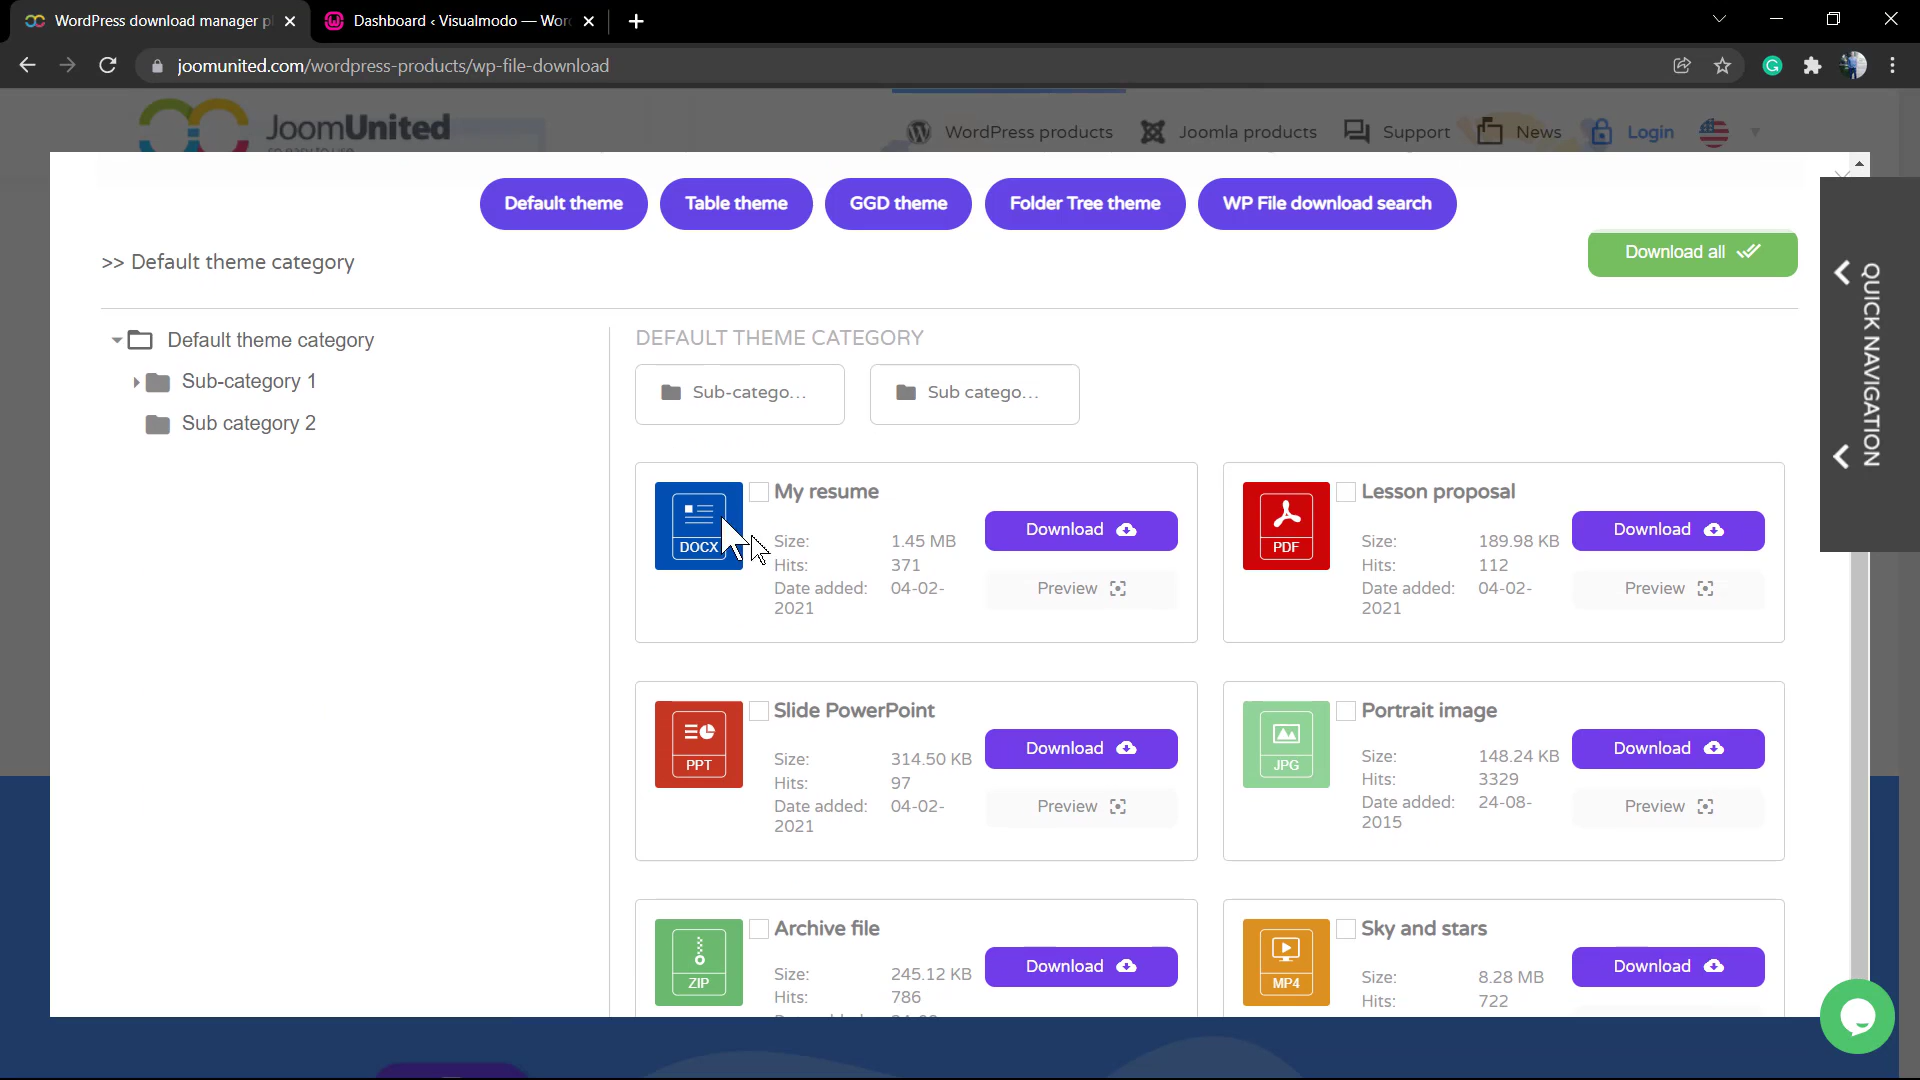 WordPress download manager p
Dashboard ‹ Visualmodo — Wor
joomunited.com/wordpress-products/wp-file-download
JoomUnited
WordPress products
Joomla products
Support
News
Login
Default theme
Table theme
GGD theme
Folder Tree theme
WP File download search
>> Default theme category
Download all
QUICK NAVIGATION
Default theme category
Sub-category 1
Sub category 2
DEFAULT THEME CATEGORY
Sub-catego...
Sub catego...
DOCX
My resume
Size: 1.45 MB
Hits: 371
Date added: 04-02-
2021
Download
Preview
PDF
Lesson proposal
Size: 189.98 KB
Hits: 112
Date added: 04-02-
2021
Download
Preview
PPT
Slide PowerPoint
Size: 314.50 KB
Hits: 97
Date added: 04-02-
2021
Download
Preview
JPG
Portrait image
Size: 148.24 KB
Hits: 3329
Date added: 24-08-
2015
Download
Preview
ZIP
Archive file
Size: 245.12 KB
Hits: 786
Download
MP4
Sky and stars
Size: 8.28 MB
Hits: 722
Download